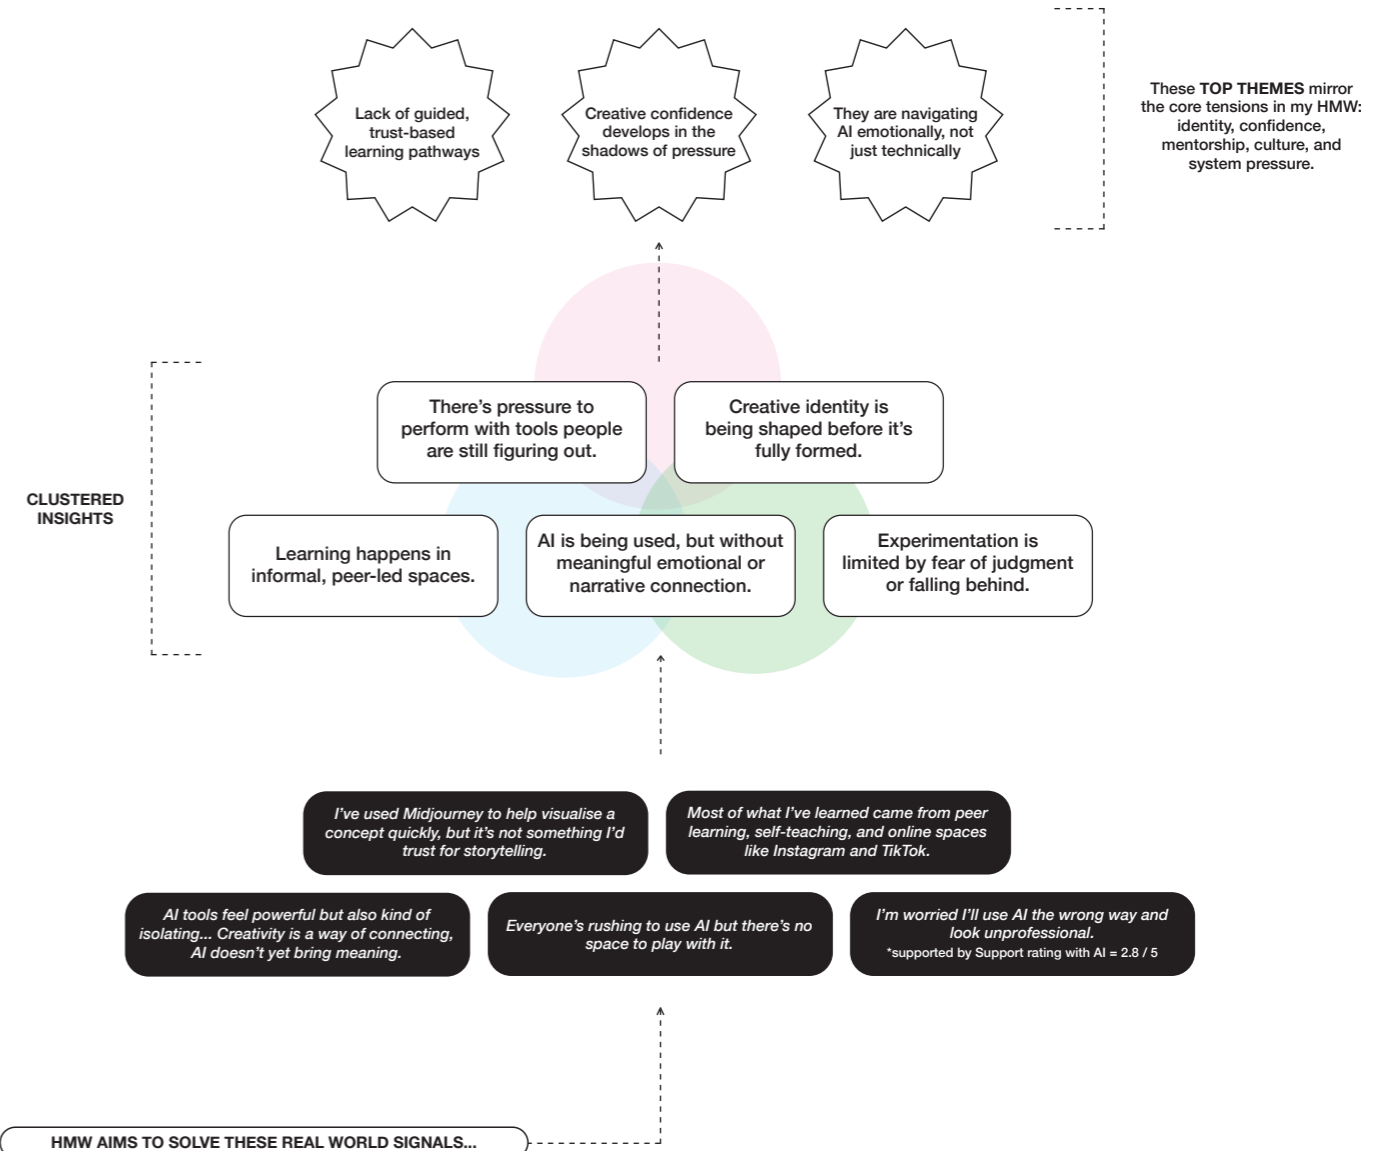 Lack of guided,
trust-based
learning pathways
Creative confidence
develops in the
shadows of pressure
They are navigating
AI emotionally, not
just technically
These TOP THEMES mirror
the core tensions in my HMW:
identity, confidence,
mentorship, culture, and
system pressure.
CLUSTERED
INSIGHTS
There’s pressure to
perform with tools people
are still figuring out.
Creative identity is
being shaped before it’s
fully formed.
Learning happens in
informal, peer-led spaces.
AI is being used, but without
meaningful emotional or
narrative connection.
Experimentation is
limited by fear of judgment
or falling behind.
I’ve used Midjourney to help visualise a
concept quickly, but it’s not something I’d
trust for storytelling.
Most of what I’ve learned came from peer
learning, self-teaching, and online spaces
like Instagram and TikTok.
AI tools feel powerful but also kind of
isolating... Creativity is a way of connecting,
AI doesn’t yet bring meaning.
Everyone’s rushing to use AI but there’s no
space to play with it.
I’m worried I’ll use AI the wrong way and
look unprofessional.
*supported by Support rating with AI = 2.8 / 5
HMW AIMS TO SOLVE THESE REAL WORLD SIGNALS...